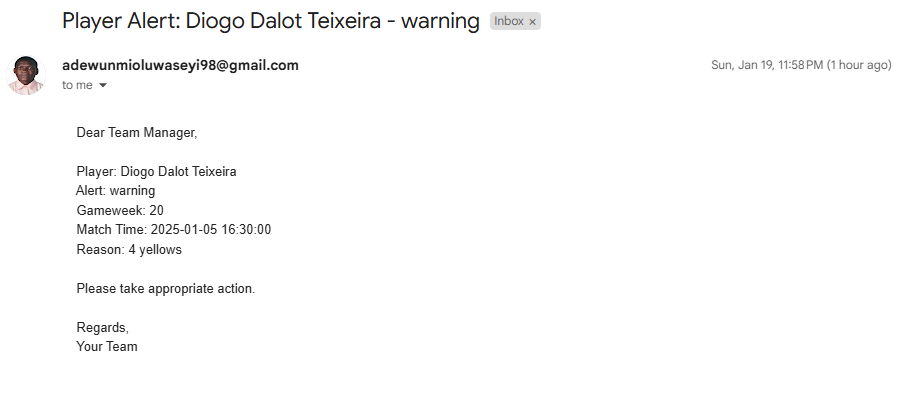 Player Alert: Diogo Dalot Teixeira - warning Inbox ×
adewunmioluwaseyi98@gmail.com Sun, Jan 19, 11:58 PM (1 hour ago)
to me
Dear Team Manager,
Player: Diogo Dalot Teixeira
Alert: warning
Gameweek: 20
Match Time: 2025-01-05 16:30:00
Reason: 4 yellows
Please take appropriate action.
Regards,
Your Team